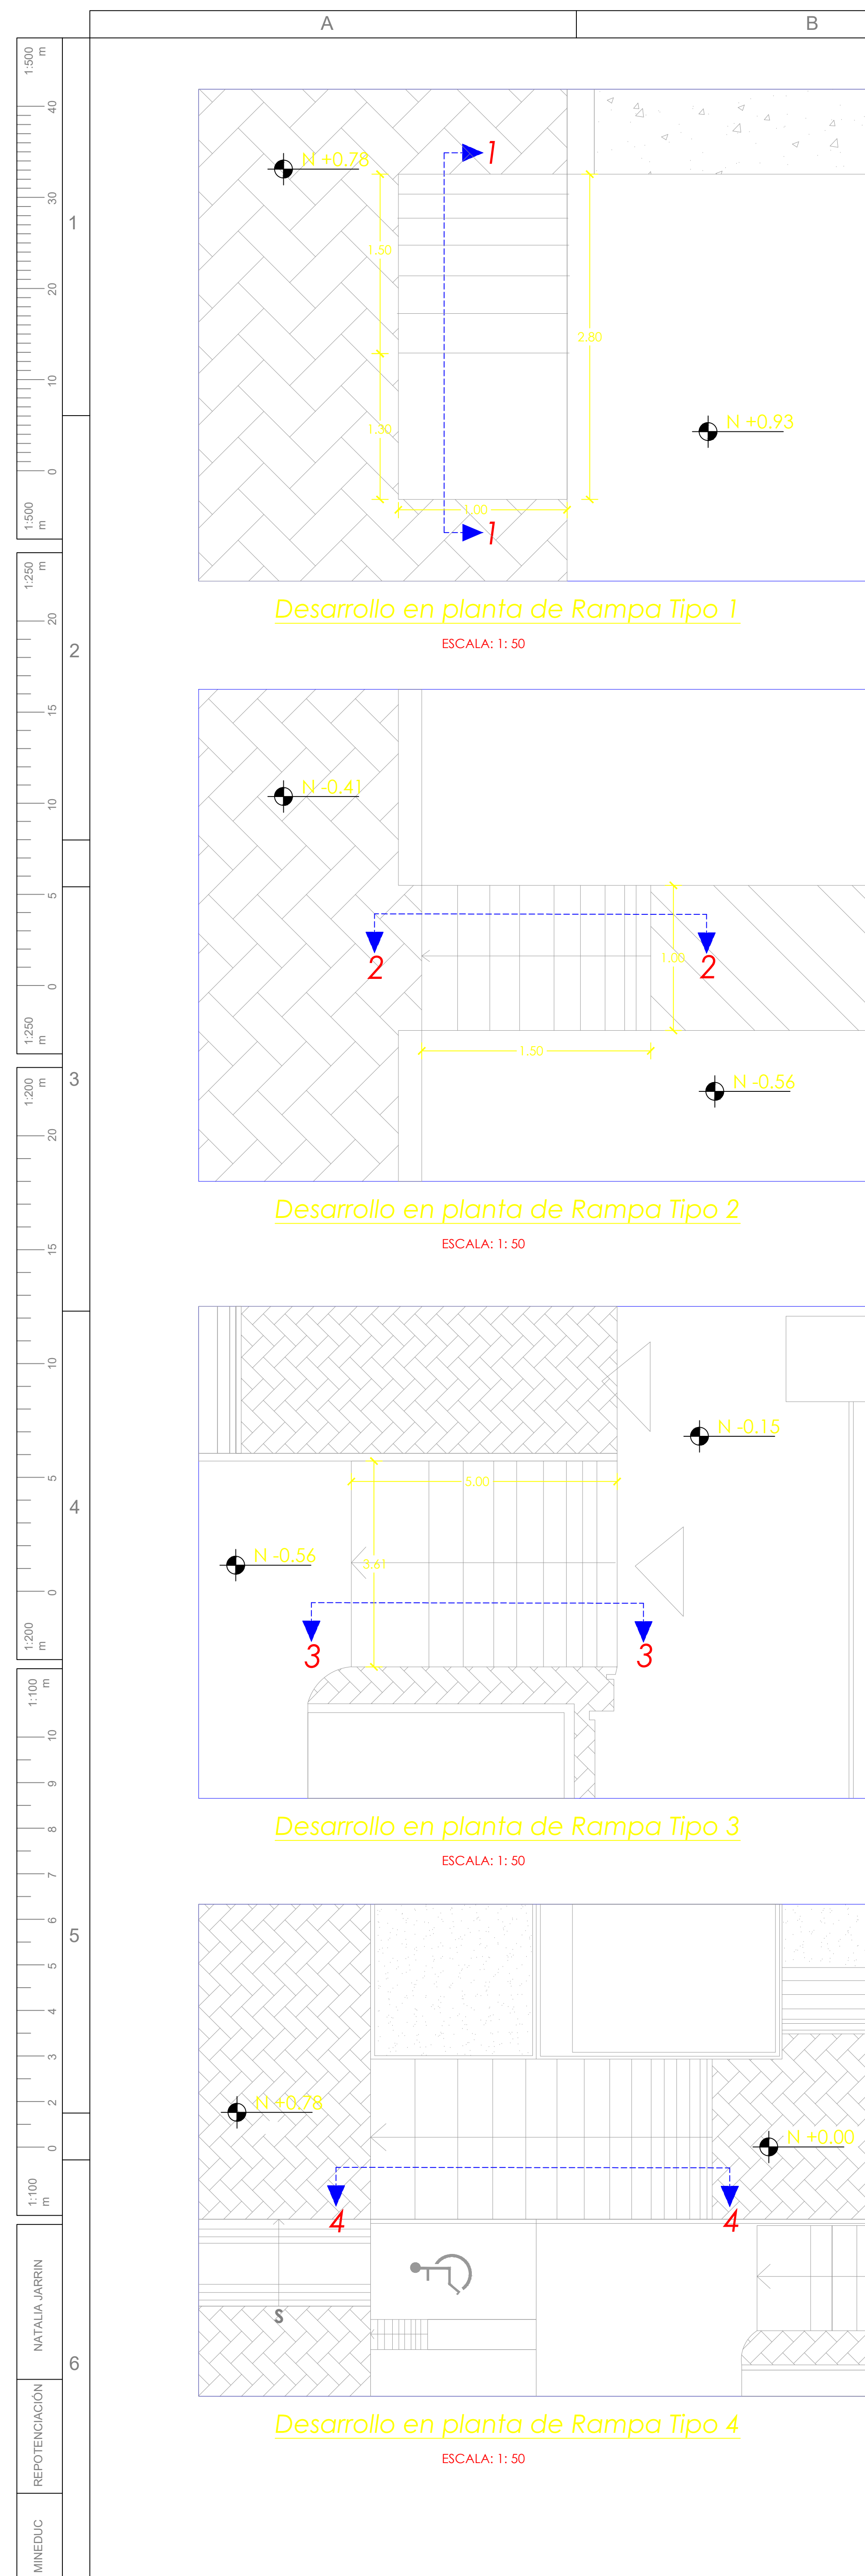 A
B
1:500
m
40
30
20
10
0
1:500
m
1
N +0.78
1
1.50
2.80
1.30
N +0.93
1.00
1
Desarrollo en planta de Rampa Tipo 1
ESCALA: 1: 50
1:250
m
20
15
10
5
0
1:250
m
2
N -0.41
2
2
1.00
1.50
N -0.56
Desarrollo en planta de Rampa Tipo 2
ESCALA: 1: 50
3
1:200
m
20
15
10
5
0
1:200
m
4
N -0.15
5.00
N -0.56
3.61
3
3
Desarrollo en planta de Rampa Tipo 3
ESCALA: 1: 50
1:100
m
10
9
8
7
6
5
4
3
2
0
1:100
m
5
N +0.78
N +0.00
4
4
S
Desarrollo en planta de Rampa Tipo 4
ESCALA: 1: 50
6
NATALIA JARRIN
REPOTENCIACIÓN
MINEDUC